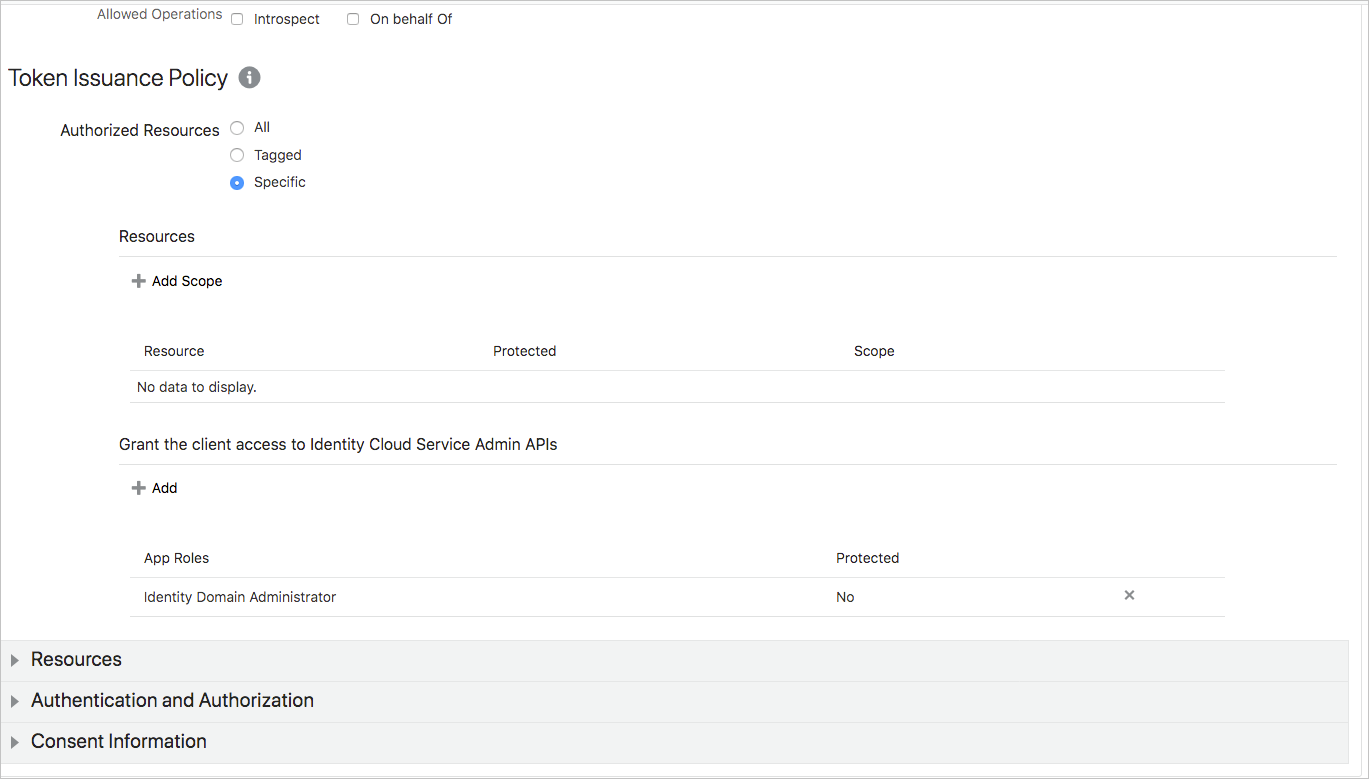 Allowed Operations Introspect On behalf Of
Token Issuance Policy
Authorized Resources All
Tagged
Specific
Resources
Add Scope
Resource Protected Scope
No data to display.
Grant the client access to Identity Cloud Service Admin APIs
Add
App Roles Protected
Identity Domain Administrator No
Resources
Authentication and Authorization
Consent Information